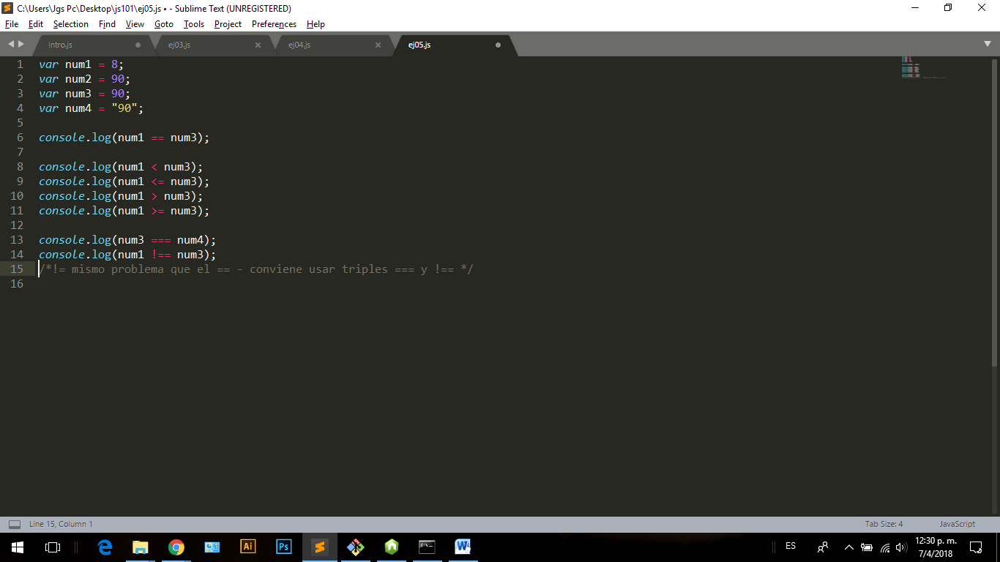 C:\Users\Jgs Pc\Desktop\js101\ej05.js • - Sublime Text (UNREGISTERED)
File Edit Selection Find View Goto Tools Project Preferences Help
intro.js ej03.js ej04.js ej05.js
1 var num1 = 8;
2 var num2 = 90;
3 var num3 = 90;
4 var num4 = "90";
5
6 console.log(num1 == num3);
7
8 console.log(num1 < num3);
9 console.log(num1 <= num3);
10 console.log(num1 > num3);
11 console.log(num1 >= num3);
12
13 console.log(num3 === num4);
14 console.log(num1 !== num3);
15 /*!= mismo problema que el == - conviene usar triples === y !== */
16
Line 15, Column 1 Tab Size: 4 JavaScript
Ai Ps ES 12:30 p. m.
7/4/2018